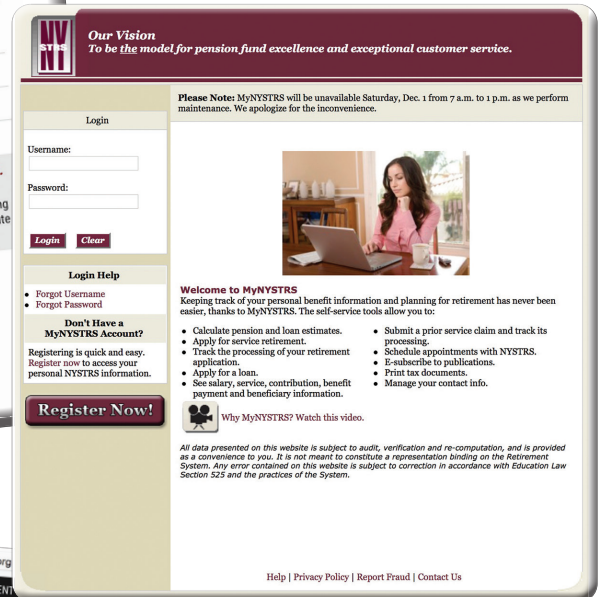 NY
STRS
NT
Our Vision
To be the model for pension fund excellence and exceptional customer service.
Please Note: MyNYSTRS will be unavailable Saturday, Dec. 1 from 7 a.m. to 1 p.m. as we perform
maintenance. We apologize for the inconvenience.
Login
Username:
Password:
Login Clear
Login Help
• Forgot Username
• Forgot Password
Don't Have a
MyNYSTRS Account?
Registering is quick and easy.
Register now to access your
personal NYSTRS information.
Register Now!
Welcome to MyNYSTRS
Keeping track of your personal benefit information and planning for retirement has never been
easier, thanks to MyNYSTRS. The self-service tools allow you to:
• Calculate pension and loan estimates.
• Apply for service retirement.
• Track the processing of your retirement
application.
• Apply for a loan.
• See salary, service, contribution, benefit
payment and beneficiary information.
• Submit a prior service claim and track its
processing.
• Schedule appointments with NYSTRS.
• E-subscribe to publications.
• Print tax documents.
• Manage your contact info.
Why MyNYSTRS? Watch this video.
All data presented on this website is subject to audit, verification and re-computation, and is provided
as a convenience to you. It is not meant to constitute a representation binding on the Retirement
System. Any error contained on this website is subject to correction in accordance with Education Law
Section 525 and the practices of the System.
Help | Privacy Policy | Report Fraud | Contact Us